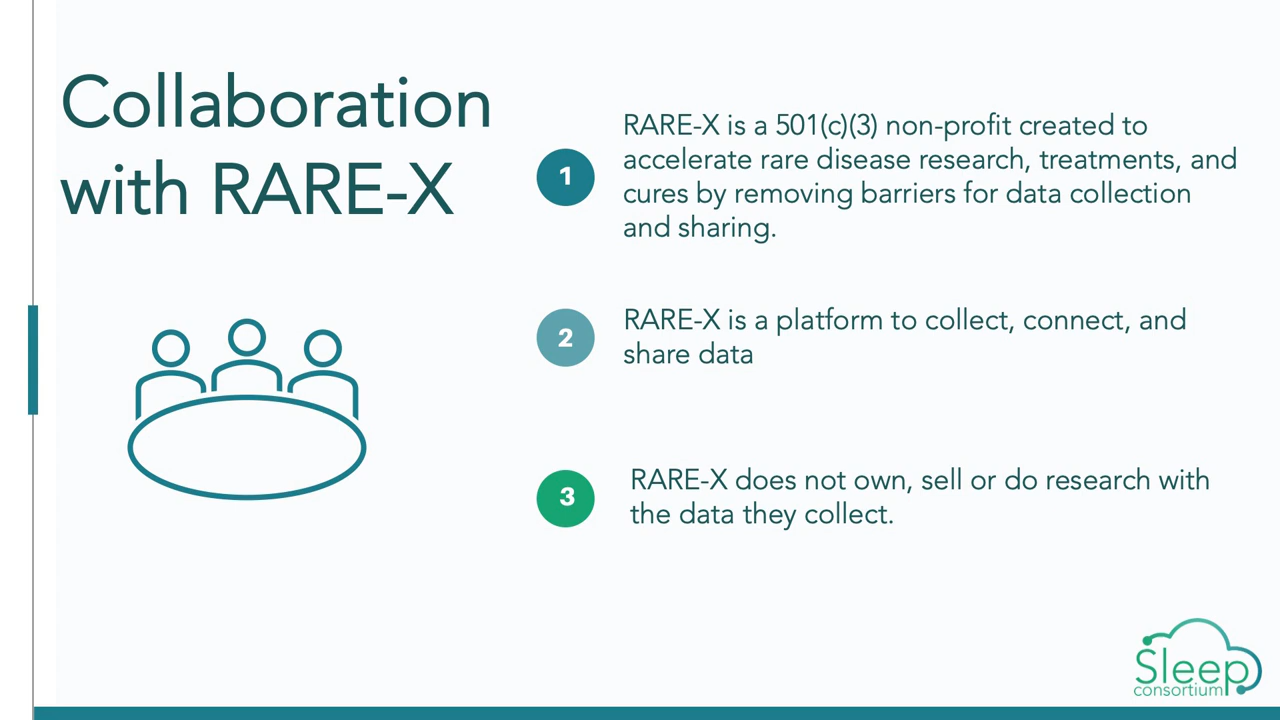 Collaboration
with RARE-X
1
RARE-X is a 501(c)(3) non-profit created to
accelerate rare disease research, treatments, and
cures by removing barriers for data collection
and sharing.
2
RARE-X is a platform to collect, connect, and
share data
3
RARE-X does not own, sell or do research with
the data they collect.
Sleep
consortium